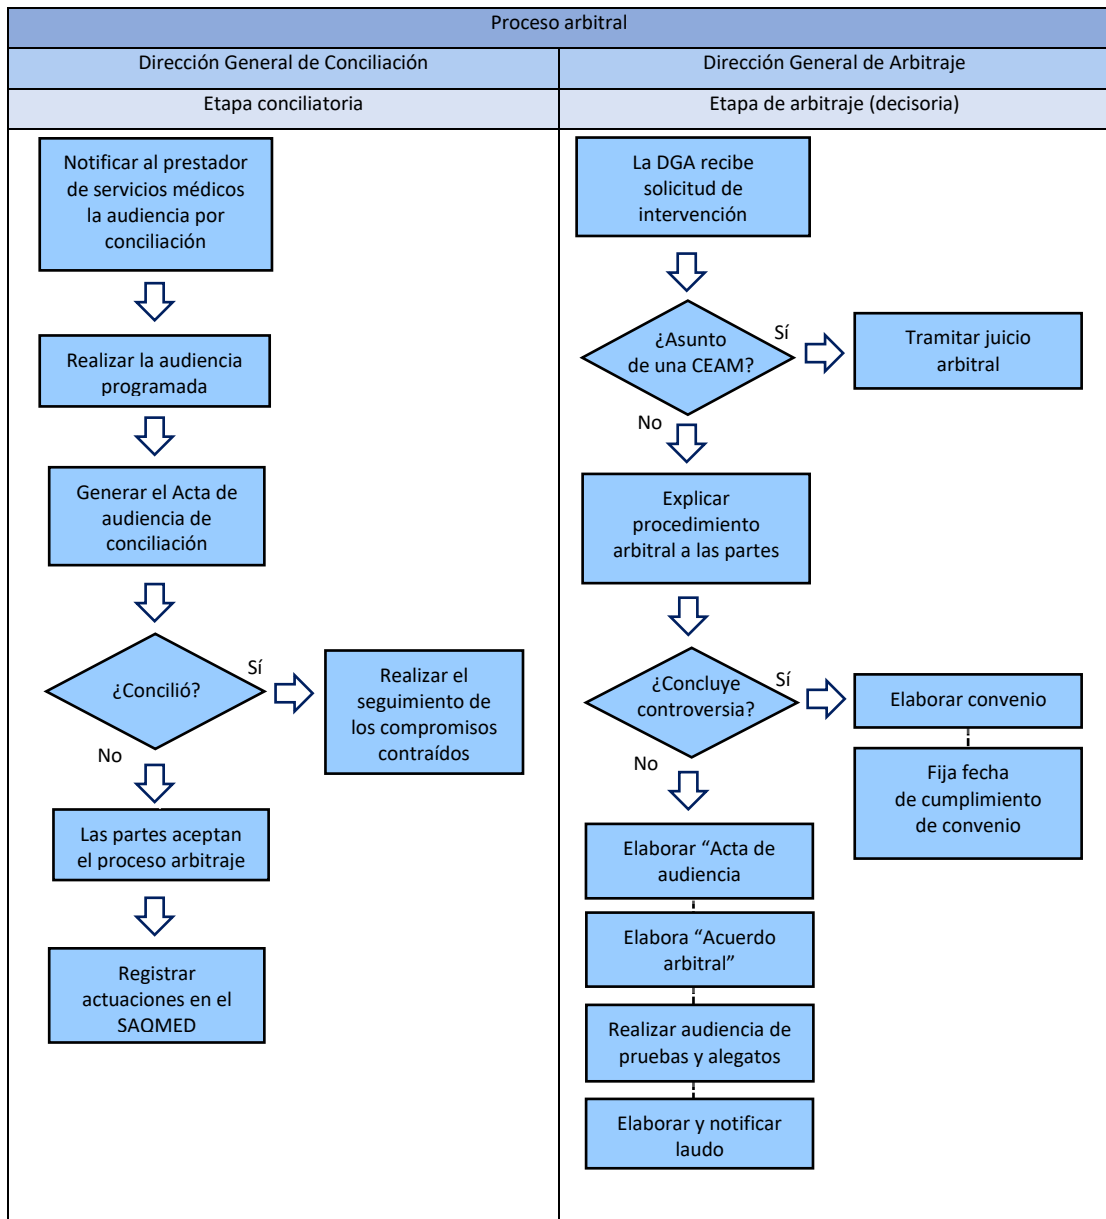 Proceso arbitral
Dirección General de Conciliación
Dirección General de Arbitraje
Etapa conciliatoria
Etapa de arbitraje (decisoria)
Notificar al prestador
de servicios médicos
la audiencia por
conciliación
Realizar la audiencia
programada
Generar el Acta de
audiencia de
conciliación
¿Concilió?
Sí
Realizar el
seguimiento de
los compromisos
contraídos
No
Las partes aceptan
el proceso arbitraje
Registrar
actuaciones en el
SAQMED
La DGA recibe
solicitud de
intervención
¿Asunto
de una CEAM?
Sí
Tramitar juicio
arbitral
No
Explicar
procedimiento
arbitral a las partes
¿Concluye
controversia?
Sí
Elaborar convenio
Fija fecha
de cumplimiento
de convenio
No
Elaborar “Acta de
audiencia
Elabora “Acuerdo
arbitral”
Realizar audiencia de
pruebas y alegatos
Elaborar y notificar
laudo